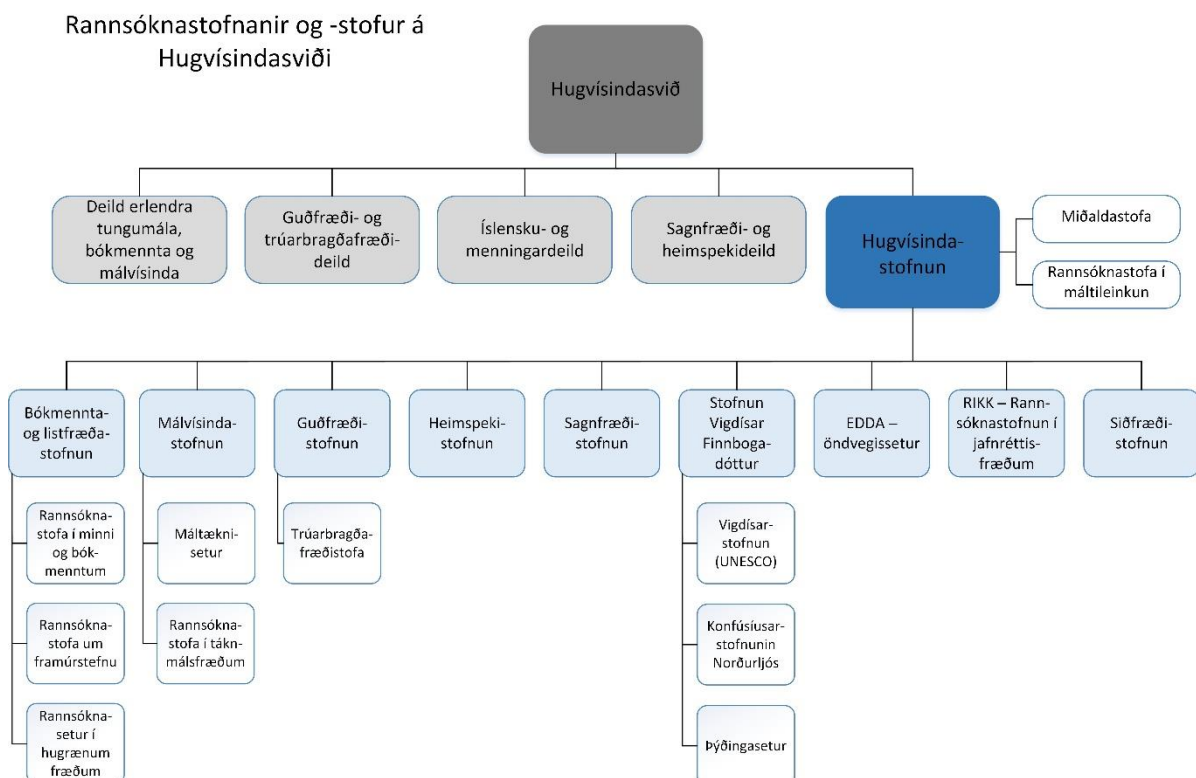 Rannsóknastofnanir og -stofur á
Hugvísindasviði
Hugvísindasvið
Deild erlendra
tungumála,
bókmennta og
málvísinda
Guðfræði- og
trúarbragðafræði-
deild
Íslensku- og
menningardeild
Sagnfræði- og
heimspekideild
Hugvísinda-
stofnun
Miðaldastofa
Rannsóknastofa í
máltileinkun
Bókmennta-
og listfræða-
stofnun
Málvísinda-
stofnun
Guðfræði-
stofnun
Heimspeki-
stofnun
Sagnfræði-
stofnun
Stofnun
Vigdísar
Finnboga-
dóttur
EDDA –
öndvegissetur
RIKK – Rann-
sóknastofnun í
jafnréttis-
fræðum
Siðfræði-
stofnun
Rannsókna-
stofa í minni
og bók-
menntum
Máltækni-
setur
Trúarbragða-
fræðistofa
Vigdísar-
stofnun
(UNESCO)
Rannsókna-
stofa um
framúrstefnu
Rannsókna-
stofa í tákn-
málsfræðum
Konfúsíusar-
stofnunin
Norðurljós
Rannsókna-
setur í
hugrænum
fræðum
Þýðingasetur